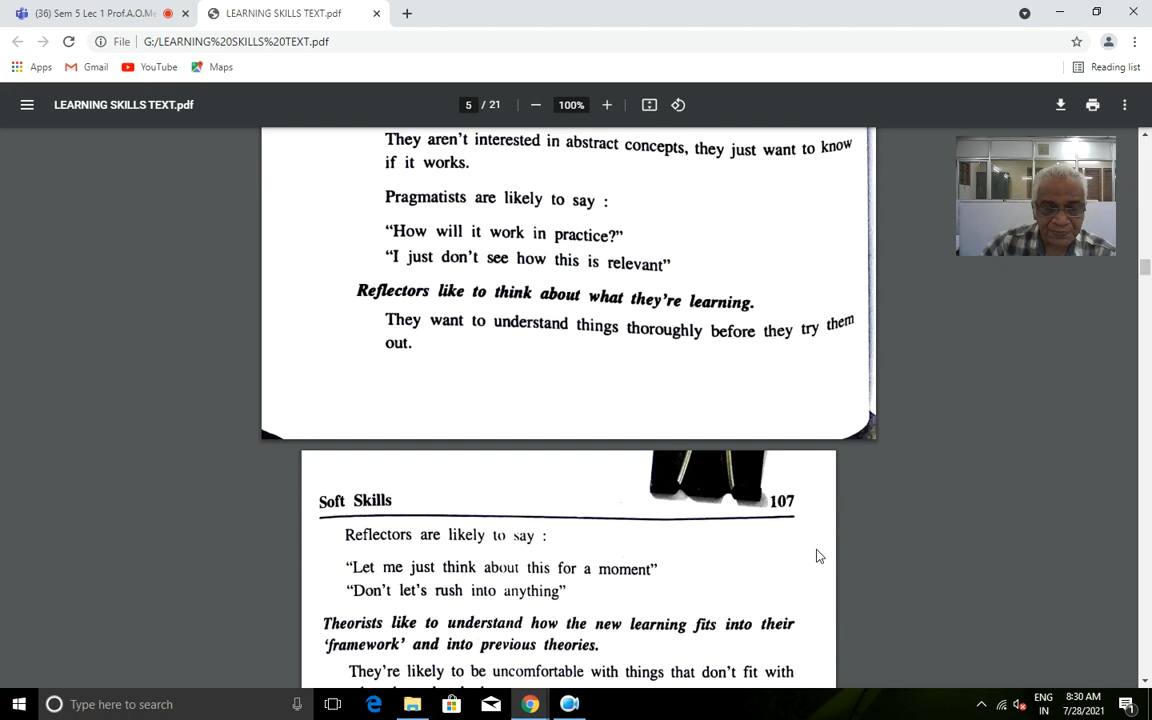 (36) Sem 5 Lec 1 Prof.A.O.Me
LEARNING SKILLS TEXT.pdf
File
G:/LEARNING%20SKILLS%20TEXT.pdf
Apps
Gmail
YouTube
Maps
Reading list
LEARNING SKILLS TEXT.pdf
5 / 21
100%
They aren't interested in abstract concepts, they just want to know
if it works.
Pragmatists are likely to say :
“How will it work in practice?”
“I just don't see how this is relevant”
Reflectors like to think about what they're learning.
They want to understand things thoroughly before they try them
out.
Soft Skills 107
Reflectors are likely to say :
“Let me just think about this for a moment”
“Don't let's rush into anything”
Theorists like to understand how the new learning fits into their
‘framework’ and into previous theories.
They're likely to be uncomfortable with things that don't fit with
Type here to search
ENG
IN
8:30 AM
7/28/2021
1